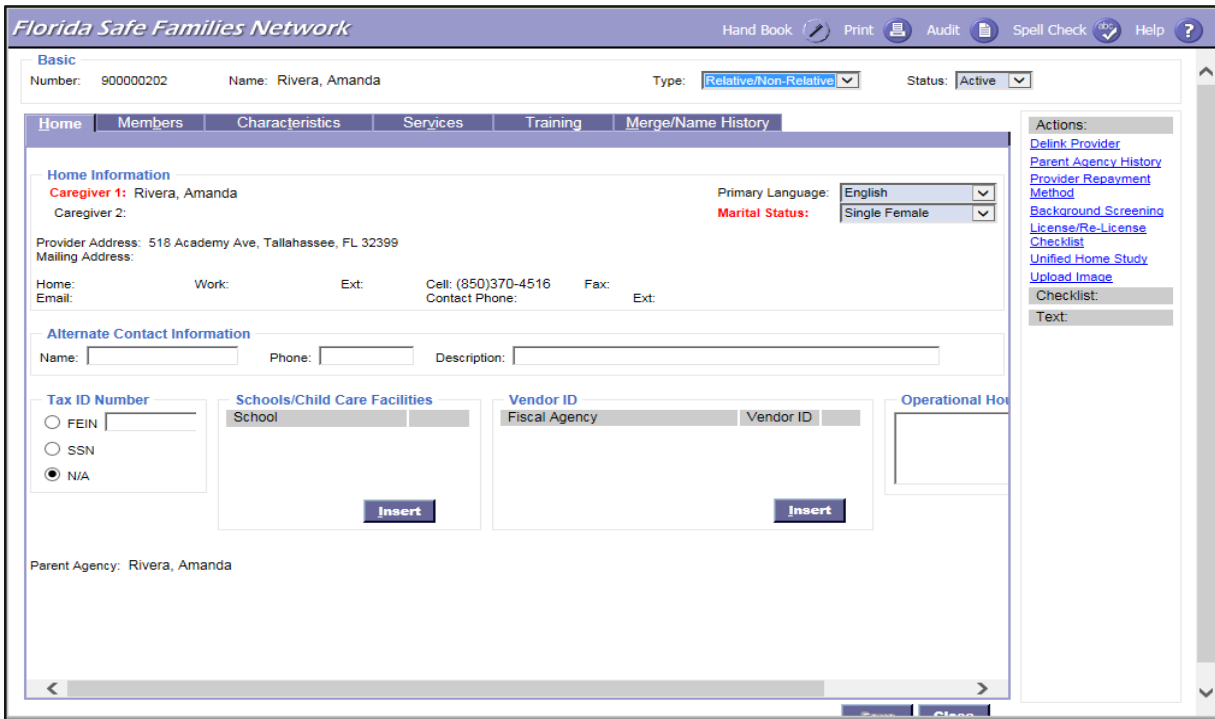 Florida Safe Families Network Hand Book Print Audit Spell Check abc Help ?
Basic
Number: 900000202 Name: Rivera, Amanda Type: Relative/Non-Relative Status: Active
Home Members Characteristics Services Training Merge/Name History
Home Information
Caregiver 1: Rivera, Amanda Primary Language: English
Caregiver 2: Marital Status: Single Female
Provider Address: 518 Academy Ave, Tallahassee, FL 32399
Mailing Address:
Home: Work: Ext: Cell: (850)370-4516 Fax:
Email: Contact Phone: Ext:
Alternate Contact Information
Name: Phone: Description:
Tax ID Number
FEIN
SSN
N/A
Schools/Child Care Facilities
School
Insert
Vendor ID
Fiscal Agency Vendor ID
Insert
Operational Hou
Parent Agency: Rivera, Amanda
Actions:
Delink Provider
Parent Agency History
Provider Repayment
Method
Background Screening
License/Re-License
Checklist
Unified Home Study
Upload Image
Checklist:
Text:
Save Close